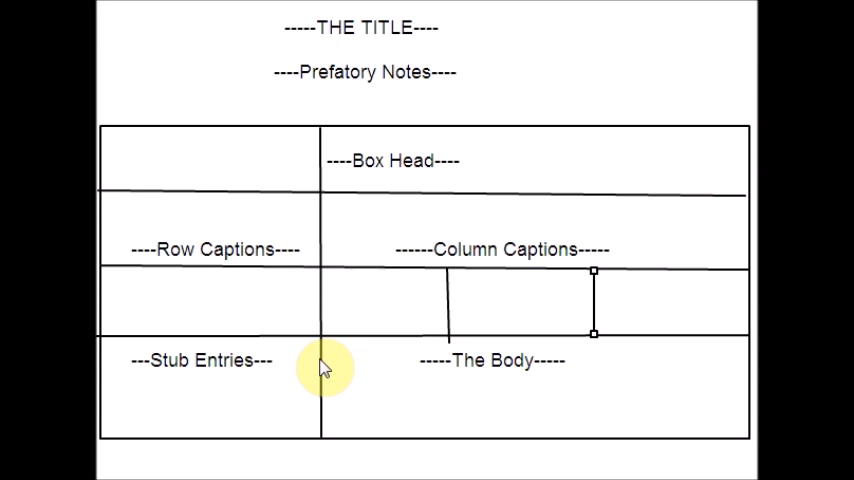 -----THE TITLE----
----Prefatory Notes----
----Box Head----
----Row Captions----
------Column Captions-----
---Stub Entries---
-----The Body-----